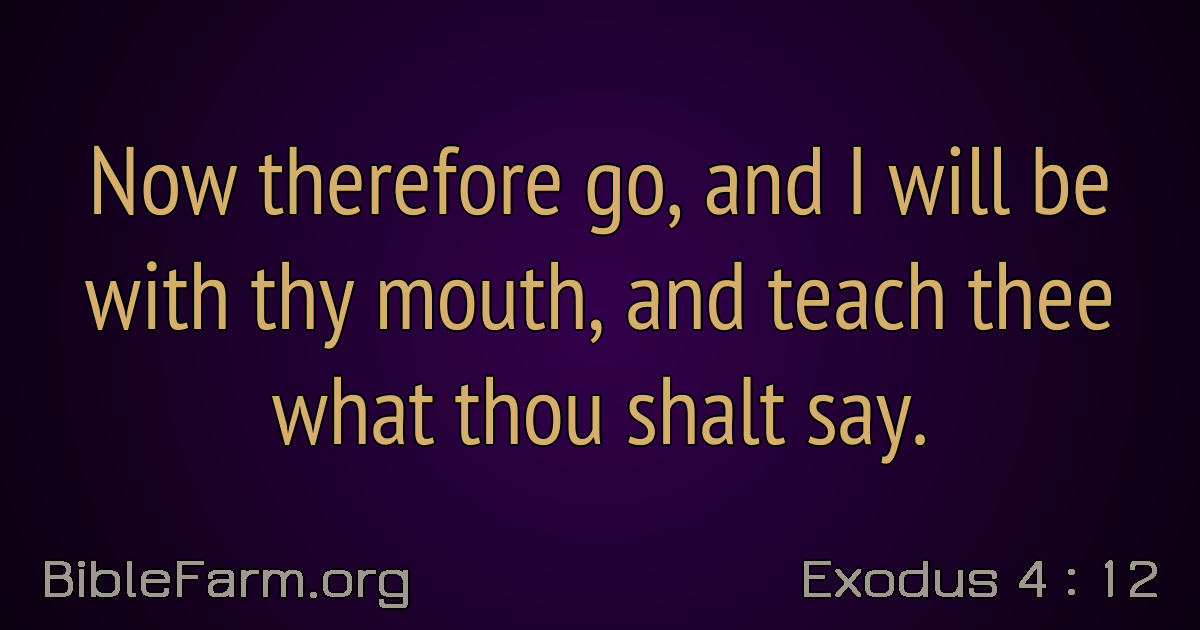 Now therefore go, and I will be
with thy mouth, and teach thee
what thou shalt say.
BibleFarm.org
Exodus 4 : 12